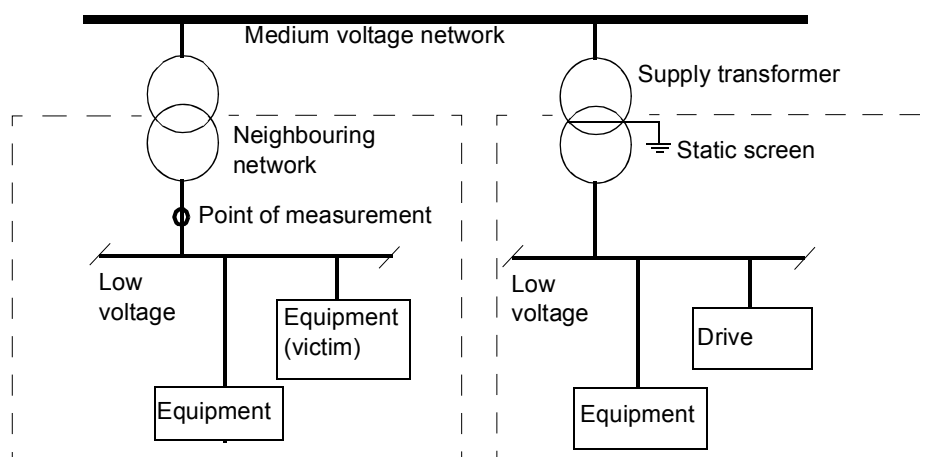 Medium voltage network
Supply transformer
Neighbouring
network
Static screen
Point of measurement
Low
voltage
Equipment
(victim)
Equipment
Low
voltage
Drive
Equipment